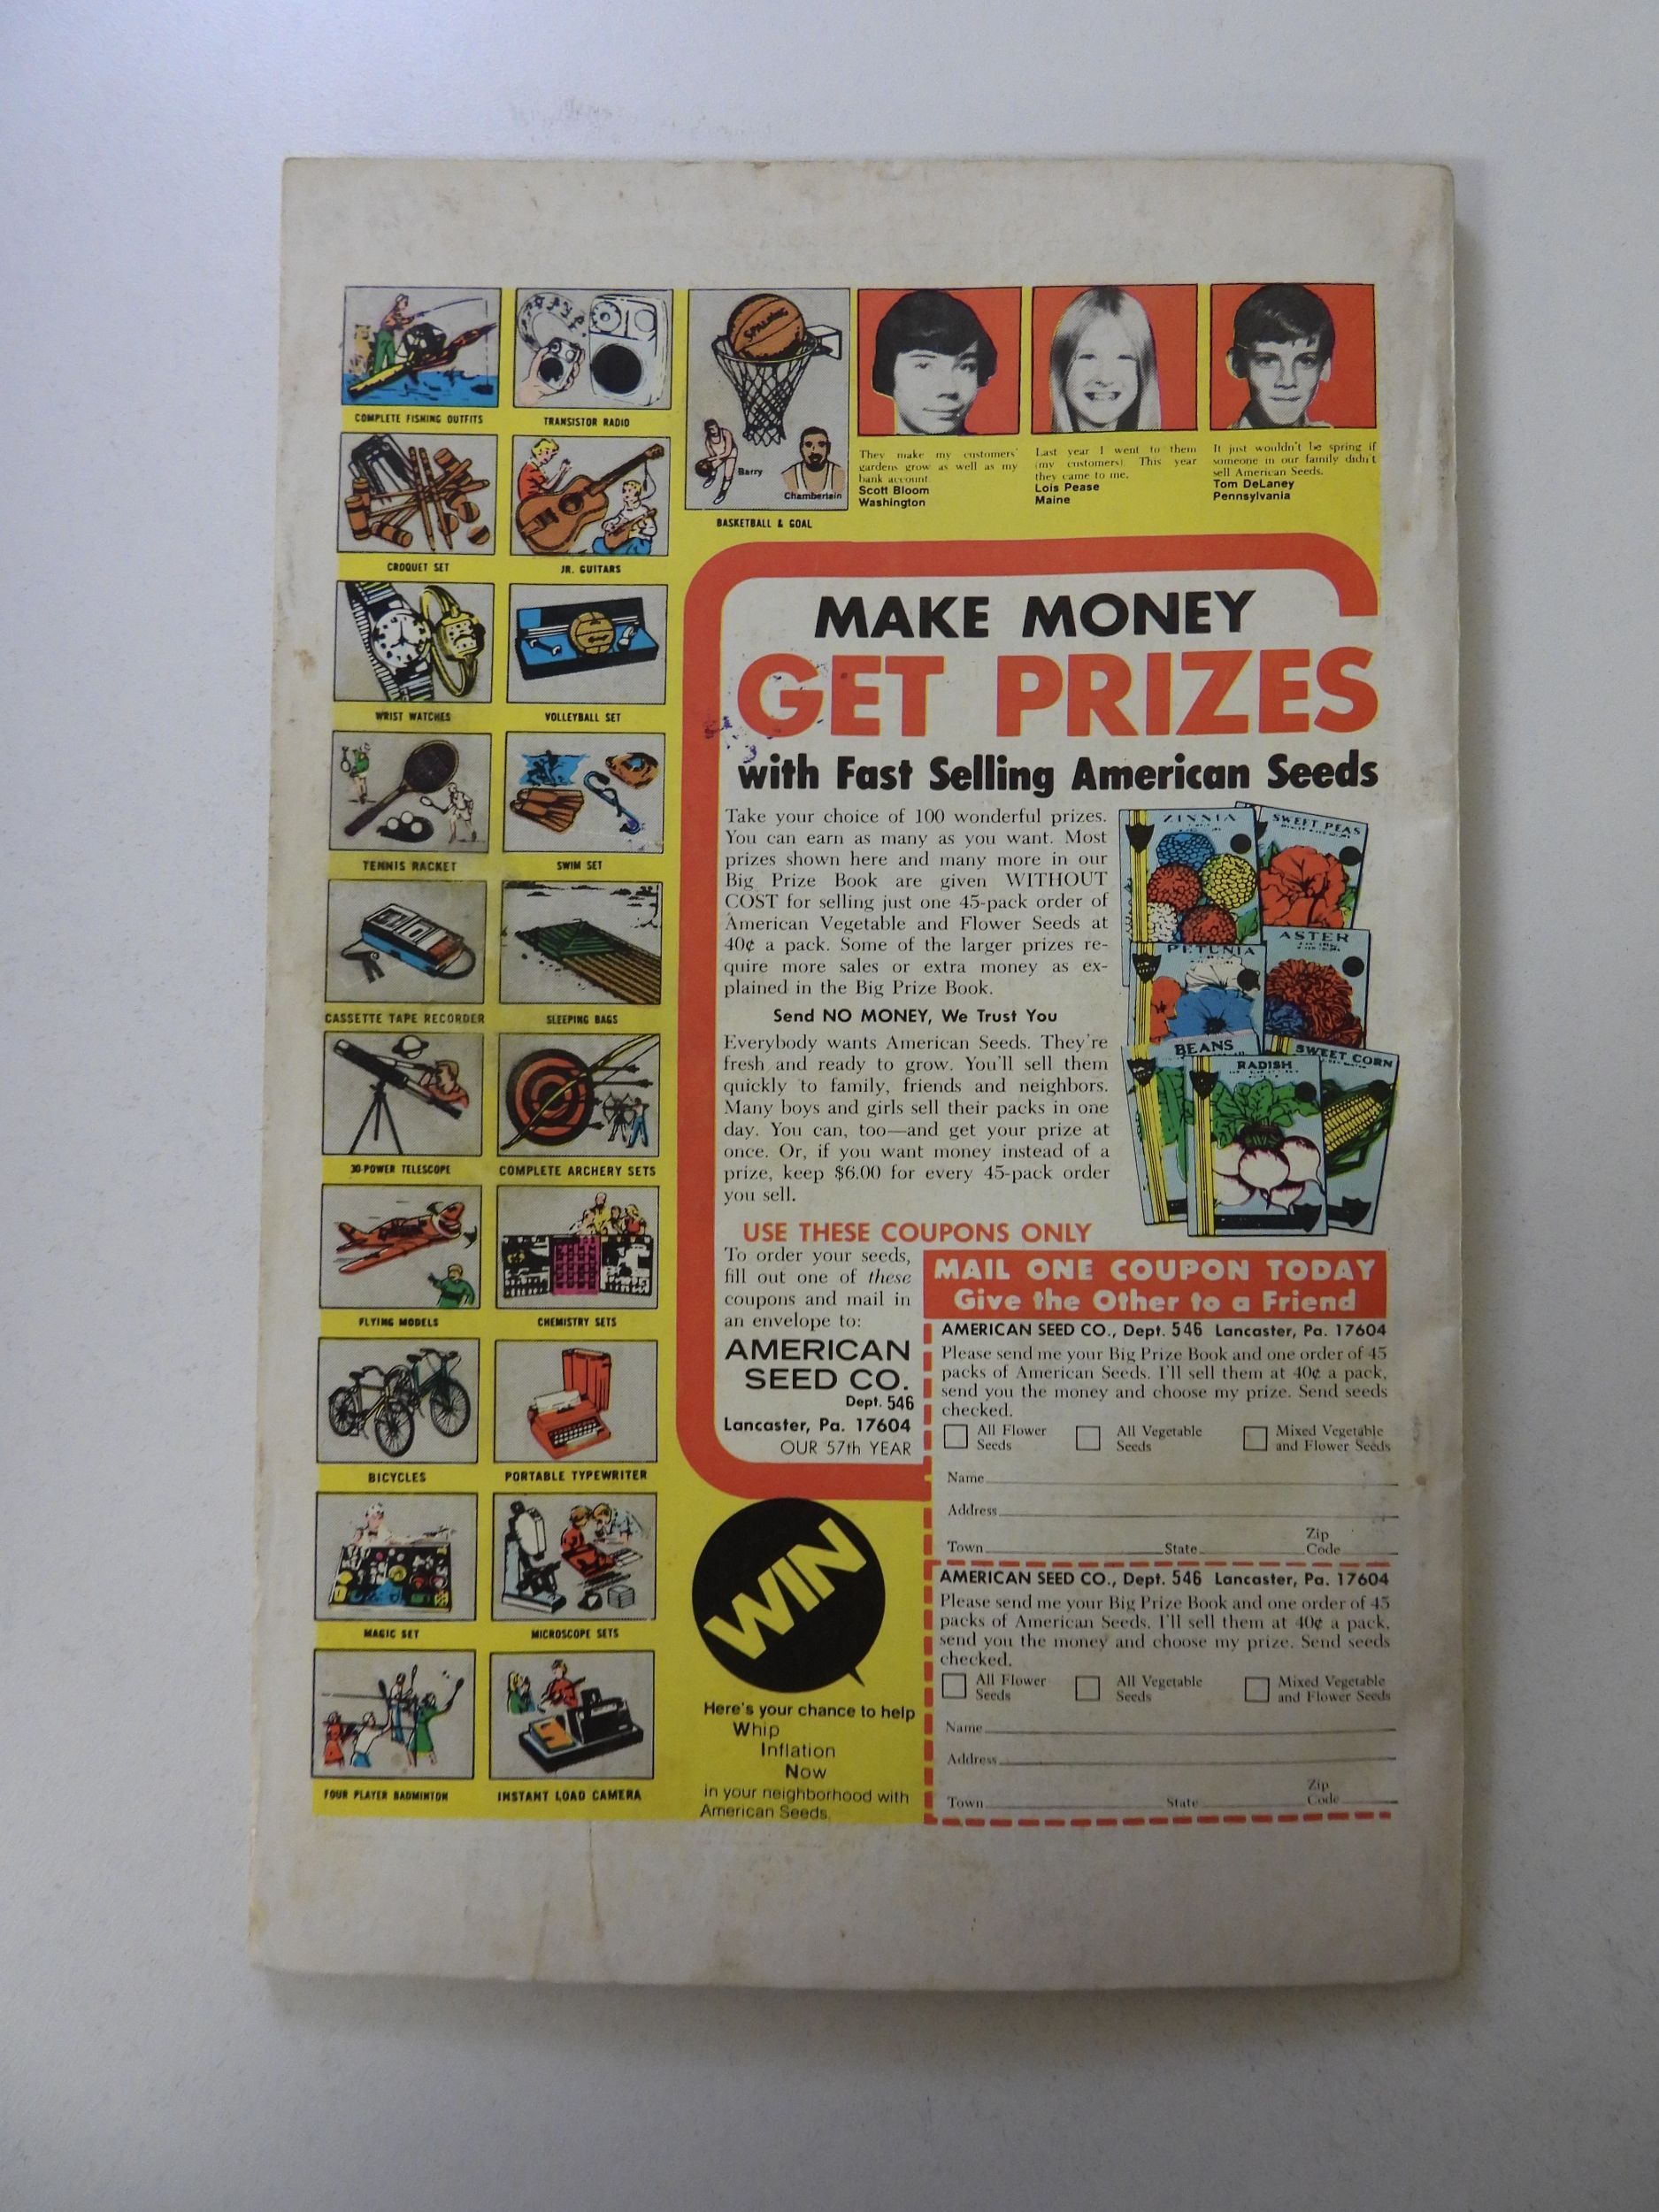 COMPLETE FISHING OUTFITS
TRANSISTOR RADIO
CROQUET SET
JR. GUITARS
WRIST WATCHES
VOLLEYBALL SET
TENNIS RACKET
SWIM SET
CASSETTE TAPE RECORDER
SLEEPING BAGS
30-POWER TELESCOPE
COMPLETE ARCHERY SETS
FLYING MODELS
CHEMISTRY SETS
BICYCLES
PORTABLE TYPEWRITER
MAGIC SET
MICROSCOPE SETS
FOUR PLAYER BADMINTON
INSTANT LOAD CAMERA
SPALDING
Barry
Chamberlain
BASKETBALL & GOAL
They make my customers'
gardens grow as well as my
bank account.
Scott Bloom
Washington
Last year I went to them
(my customers). This year
they came to me.
Lois Pease
Maine
It just wouldn't be spring if
someone in our family didn't
sell American Seeds.
Tom DeLaney
Pennsylvania
MAKE MONEY
GET PRIZES
with Fast Selling American Seeds
Take your choice of 100 wonderful prizes.
You can earn as many as you want. Most
prizes shown here and many more in our
Big Prize Book are given WITHOUT
COST for selling just one 45-pack order of
American Vegetable and Flower Seeds at
40¢ a pack. Some of the larger prizes re-
quire more sales or extra money as ex-
plained in the Big Prize Book.
Send NO MONEY, We Trust You
Everybody wants American Seeds. They're
fresh and ready to grow. You'll sell them
quickly to family, friends and neighbors.
Many boys and girls sell their packs in one
day. You can, too—and get your prize at
once. Or, if you want money instead of a
prize, keep $6.00 for every 45-pack order
you sell.
ZINNIA
SWEET PEAS
PETUNIA
ASTER
BEANS
SWEET CORN
RADISH
USE THESE COUPONS ONLY
To order your seeds,
fill out one of these
coupons and mail in
an envelope to:
AMERICAN
SEED CO.
Dept. 546
Lancaster, Pa. 17604
OUR 57th YEAR
WIN
Here's your chance to help
Whip
Inflation
Now
in your neighborhood with
American Seeds.
MAIL ONE COUPON TODAY
Give the Other to a Friend
AMERICAN SEED CO., Dept. 546 Lancaster, Pa. 17604
Please send me your Big Prize Book and one order of 45
packs of American Seeds. I'll sell them at 40¢ a pack,
send you the money and choose my prize. Send seeds
checked.
All Flower
Seeds
All Vegetable
Seeds
Mixed Vegetable
and Flower Seeds
Name
Address
Town State Zip
Code
AMERICAN SEED CO., Dept. 546 Lancaster, Pa. 17604
Please send me your Big Prize Book and one order of 45
packs of American Seeds. I'll sell them at 40¢ a pack,
send you the money and choose my prize. Send seeds
checked.
All Flower
Seeds
All Vegetable
Seeds
Mixed Vegetable
and Flower Seeds
Name
Address
Town State Zip
Code